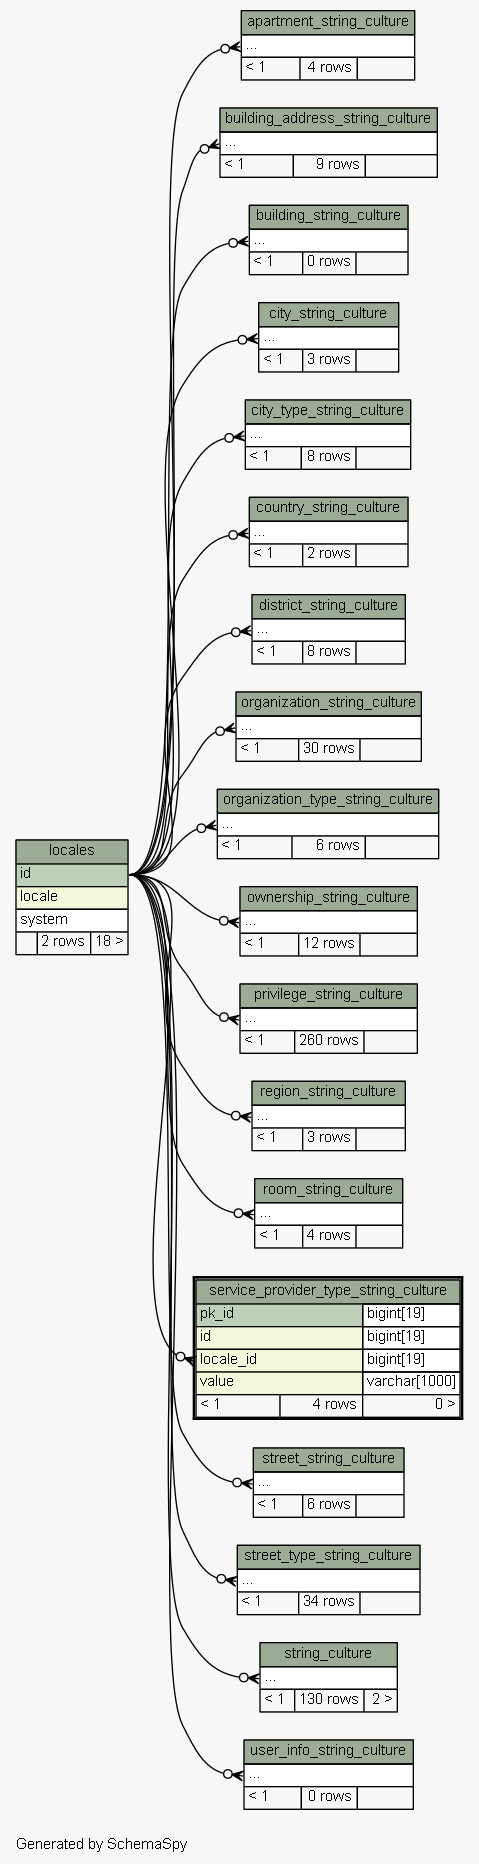 apartment_string_culture
...
< 1 4 rows
building_address_string_culture
...
< 1 9 rows
building_string_culture
...
< 1 0 rows
city_string_culture
...
< 1 3 rows
city_type_string_culture
...
< 1 8 rows
country_string_culture
...
< 1 2 rows
district_string_culture
...
< 1 8 rows
organization_string_culture
...
< 1 30 rows
organization_type_string_culture
...
< 1 6 rows
locales
id
locale
system
2 rows 18 >
ownership_string_culture
...
< 1 12 rows
privilege_string_culture
...
< 1 260 rows
region_string_culture
...
< 1 3 rows
room_string_culture
...
< 1 4 rows
service_provider_type_string_culture
pk_id bigint[19]
id bigint[19]
locale_id bigint[19]
value varchar[1000]
< 1 4 rows 0 >
street_string_culture
...
< 1 6 rows
street_type_string_culture
...
< 1 34 rows
string_culture
...
< 1 130 rows 2 >
user_info_string_culture
...
< 1 0 rows
Generated by SchemaSpy